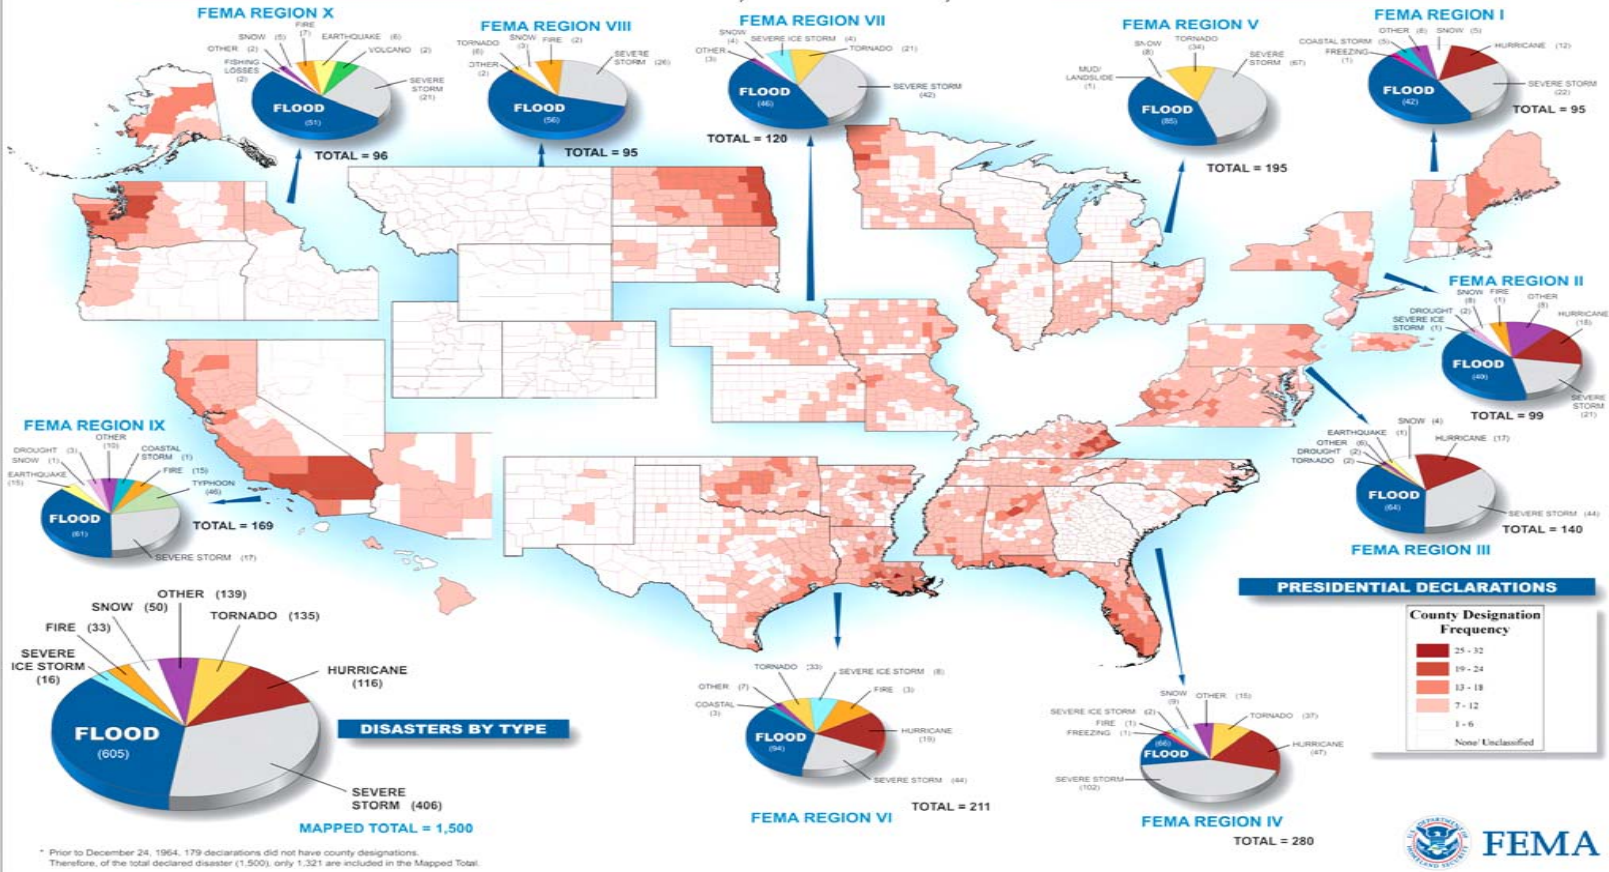 FEMA REGION X
FIRE
(7)
SNOW (5)
EARTHQUAKE (6)
OTHER (2)
VOLCANO (2)
FISHING
LOSSES
(2)
SEVERE
STORM
(21)
FLOOD
(51)
TOTAL = 96
FEMA REGION VIII
TORNADO
(6)
SNOW
(3)
FIRE (2)
OTHER
(2)
SEVERE
STORM (26)
FLOOD
(56)
TOTAL = 95
FEMA REGION VII
SNOW
(4)
SEVERE ICE STORM (4)
OTHER
(3)
TORNADO (21)
SEVERE STORM
(42)
FLOOD
(46)
TOTAL = 120
FEMA REGION V
SNOW
(8)
TORNADO
(34)
SEVERE
STORM (67)
MUD/
LANDSLIDE
(1)
FLOOD
(85)
TOTAL = 195
FEMA REGION I
OTHER (8)
SNOW (5)
COASTAL STORM (5)
FREEZING
(1)
HURRICANE (12)
SEVERE STORM
(22)
FLOOD
(42)
TOTAL = 95
FEMA REGION II
SNOW
(8)
FIRE
(1)
OTHER
(8)
DROUGHT (2)
SEVERE ICE
STORM (1)
HURRICANE
(18)
FLOOD
SEVERE
STORM
(21)
TOTAL = 99
FEMA REGION IX
OTHER
(10)
DROUGHT (3)
COASTAL
STORM (1)
SNOW (1)
FIRE (15)
EARTHQUAKE
(15)
TYPHOON
(46)
FLOOD
(61)
TOTAL = 169
SEVERE STORM (17)
SNOW (4)
EARTHQUAKE (1)
HURRICANE (17)
OTHER (6)
DROUGHT (2)
TORNADO (2)
FLOOD
(64)
SEVERE STORM (44)
TOTAL = 140
FEMA REGION III
PRESIDENTIAL DECLARATIONS
County Designation
Frequency
25 - 32
19 - 24
13 - 18
7 - 12
1 - 6
None/ Unclassified
OTHER (139)
SNOW (50)
TORNADO (135)
FIRE (33)
SEVERE
ICE STORM
(16)
HURRICANE
(116)
FLOOD
(605)
DISASTERS BY TYPE
SEVERE
STORM (406)
MAPPED TOTAL = 1,500
TORNADO (33)
SEVERE ICE STORM (8)
OTHER (7)
FIRE (3)
COASTAL
(3)
HURRICANE
(19)
FLOOD
(94)
SEVERE STORM (44)
TOTAL = 211
FEMA REGION VI
SNOW
(9)
OTHER (15)
SEVERE ICE STORM (2)
TORNADO (37)
FIRE (1)
FREEZING (1)
HURRICANE
(47)
(66)
FLOOD
SEVERE STORM
(102)
FEMA REGION IV
TOTAL = 280
* Prior to December 24, 1964, 179 declarations did not have county designations.
Therefore, of the total declared disaster (1,500), only 1,321 are included in the Mapped Total.
FEMA